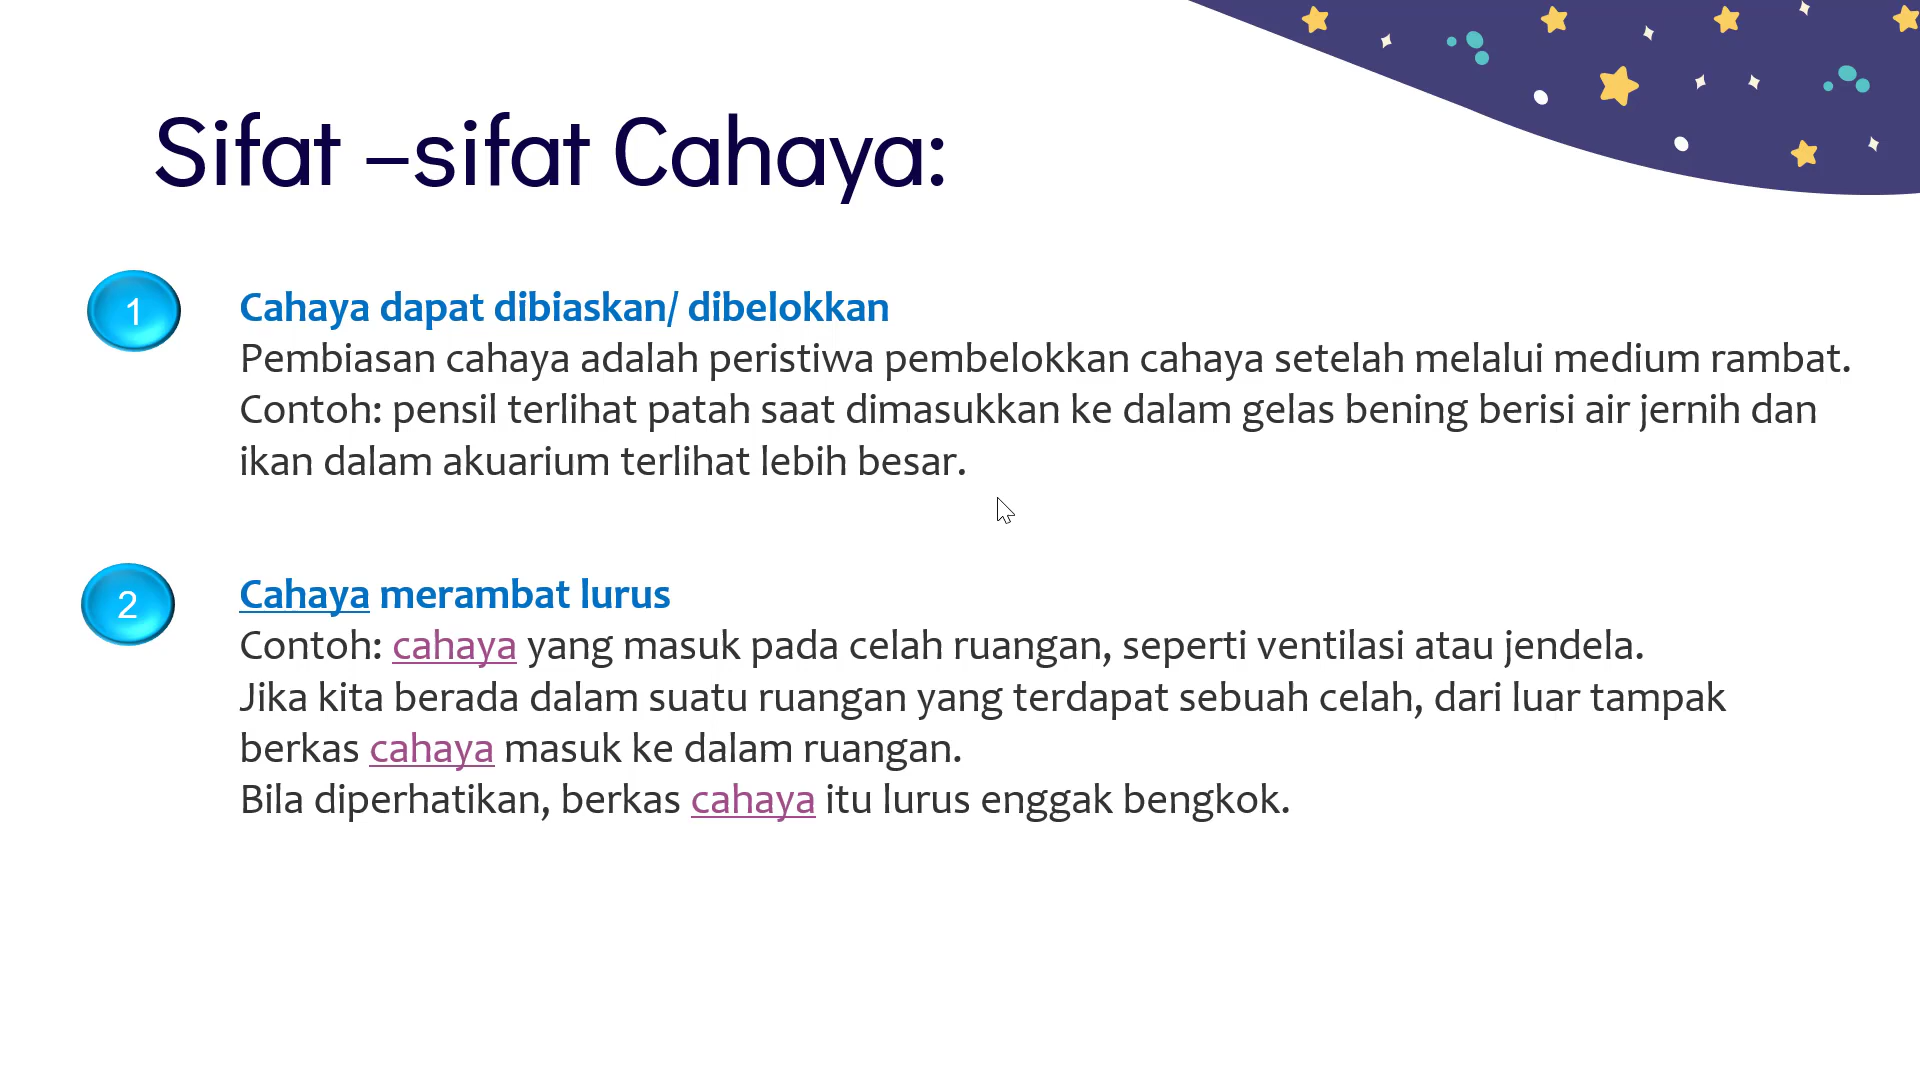 Sifat –sifat Cahaya:
1
Cahaya dapat dibiaskan/ dibelokkan
Pembiasan cahaya adalah peristiwa pembelokkan cahaya setelah melalui medium rambat.
Contoh: pensil terlihat patah saat dimasukkan ke dalam gelas bening berisi air jernih dan
ikan dalam akuarium terlihat lebih besar.
2
Cahaya merambat lurus
Contoh: cahaya yang masuk pada celah ruangan, seperti ventilasi atau jendela.
Jika kita berada dalam suatu ruangan yang terdapat sebuah celah, dari luar tampak
berkas cahaya masuk ke dalam ruangan.
Bila diperhatikan, berkas cahaya itu lurus enggak bengkok.